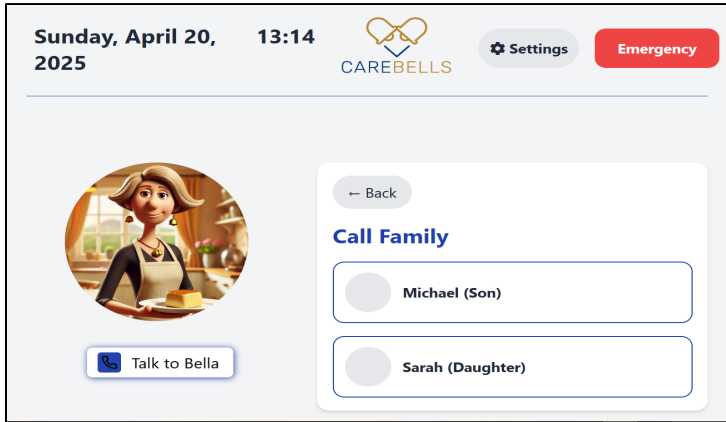 Sunday, April 20,
2025
13:14
CAREBELLS
Settings
Emergency
← Back
Call Family
Michael (Son)
Sarah (Daughter)
Talk to Bella